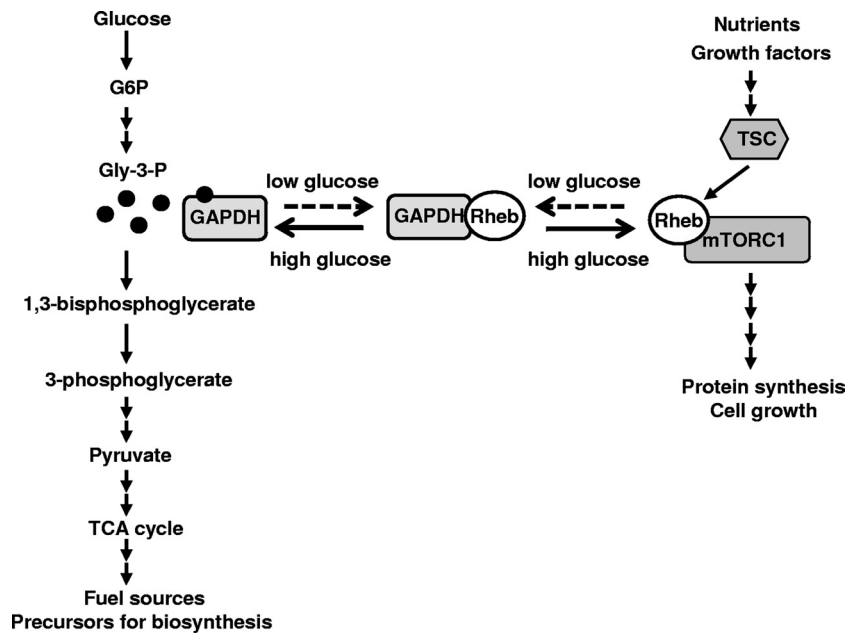 Glucose
G6P
Gly-3-P
GAPDH
low glucose
high glucose
GAPDH
Rheb
low glucose
high glucose
Nutrients
Growth factors
TSC
Rheb
mTORC1
Protein synthesis
Cell growth
1,3-bisphosphoglycerate
3-phosphoglycerate
Pyruvate
TCA cycle
Fuel sources
Precursors for biosynthesis